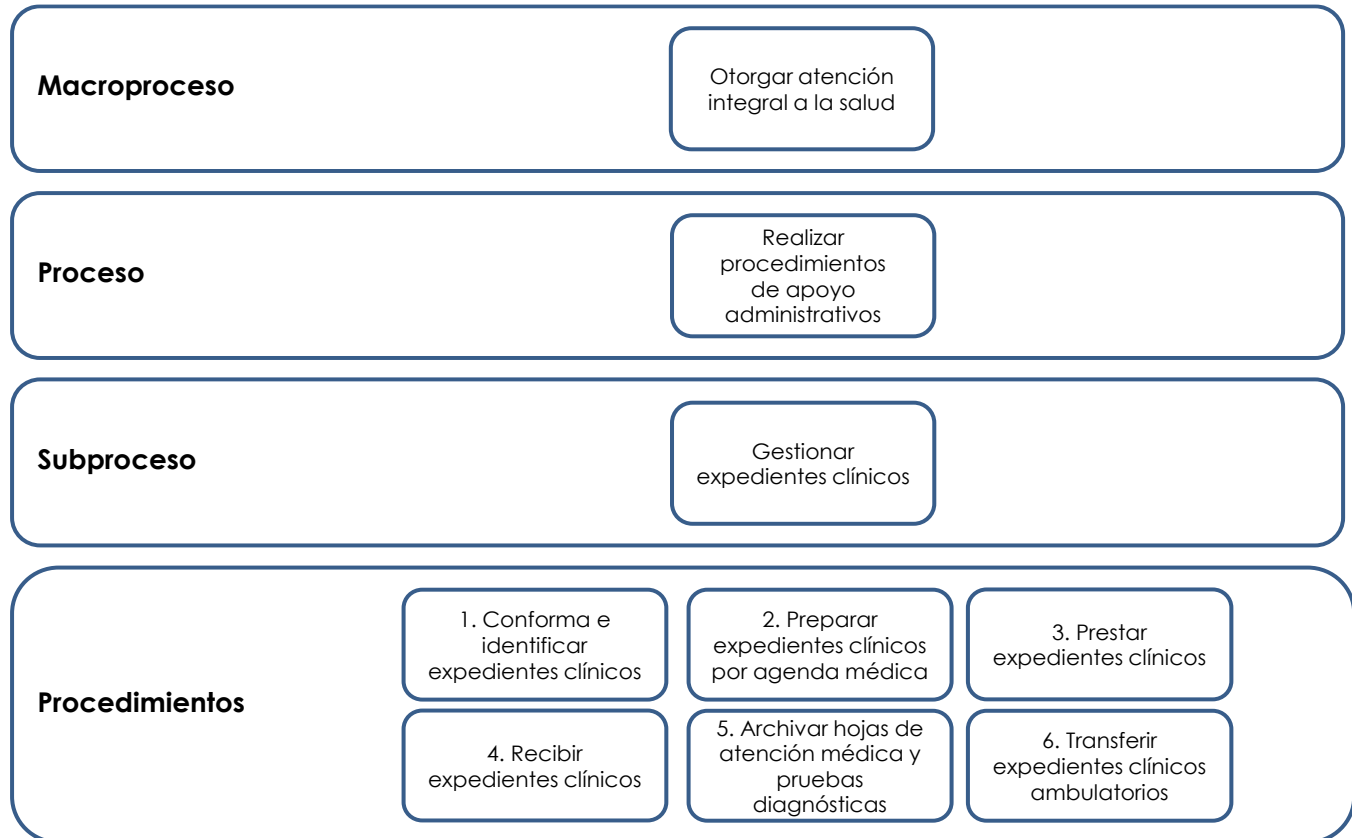 Macroproceso
Otorgar atención
integral a la salud
Proceso
Realizar
procedimientos
de apoyo
administrativos
Subproceso
Gestionar
expedientes clínicos
Procedimientos
1. Conforma e
identificar
expedientes clínicos
2. Preparar
expedientes clínicos
por agenda médica
3. Prestar
expedientes clínicos
4. Recibir
expedientes clínicos
5. Archivar hojas de
atención médica y
pruebas
diagnósticas
6. Transferir
expedientes clínicos
ambulatorios